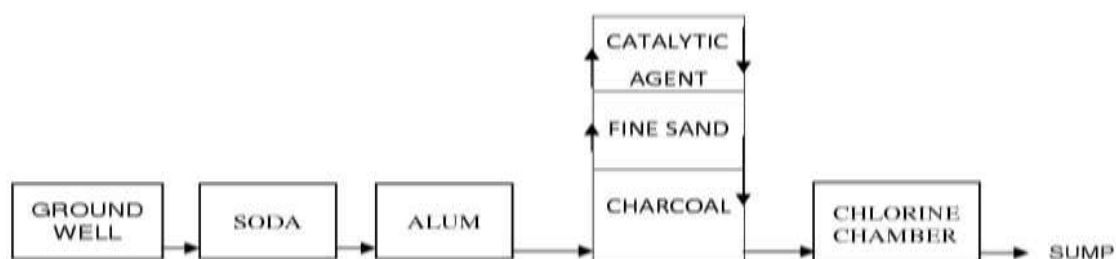 GROUND
WELL
SODA
ALUM
CATALYTIC
AGENT
FINE SAND
CHARCOAL
CHLORINE
CHAMBER
SUMP